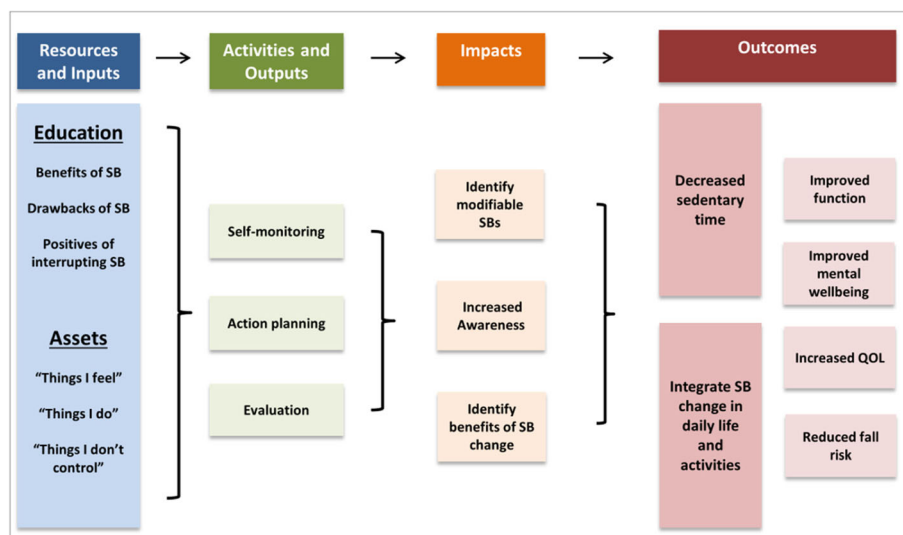 Resources
and Inputs
Activities and
Outputs
Impacts
Outcomes
Education
Benefits of SB
Drawbacks of SB
Positives of
interrupting SB
Assets
“Things I feel”
“Things I do”
“Things I don’t
control”
Self-monitoring
Action planning
Evaluation
Identify
modifiable
SBs
Increased
Awareness
Identify
benefits of SB
change
Decreased
sedentary
time
Integrate SB
change in
daily life
and
activities
Improved
function
Improved
mental
wellbeing
Increased QOL
Reduced fall
risk